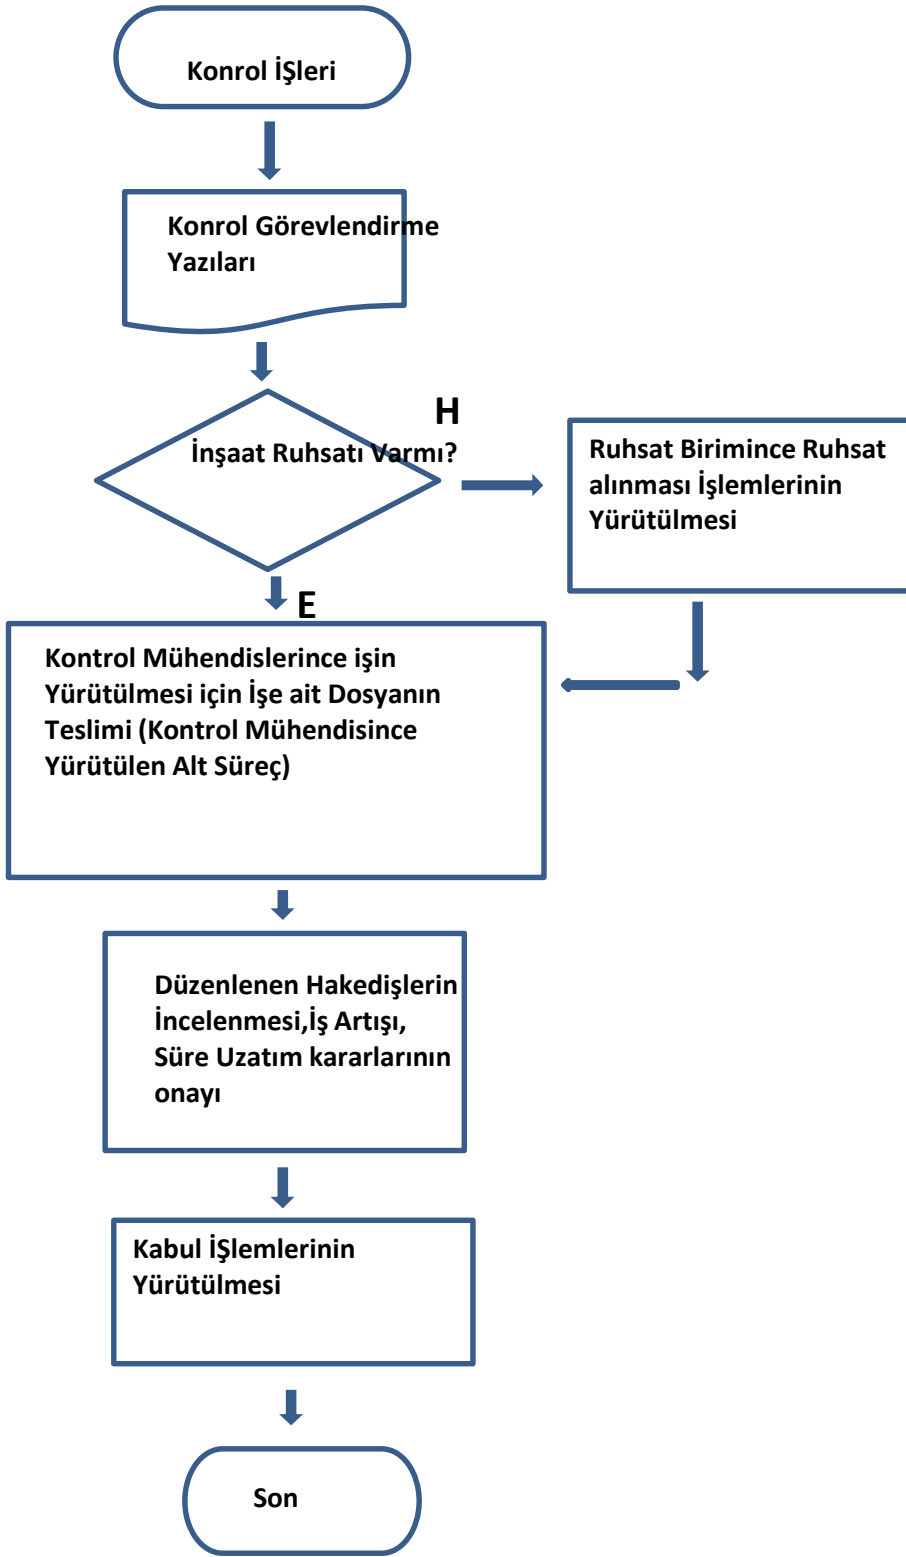 Konrol İŞleri
Konrol Görevlendirme
Yazıları
H
İnşaat Ruhsatı Varmı?
Ruhsat Birimince Ruhsat
alınması İşlemlerinin
Yürütülmesi
E
Kontrol Mühendislerince işin
Yürütülmesi için İşe ait Dosyanın
Teslimi (Kontrol Mühendisince
Yürütülen Alt Süreç)
Düzenlenen Hakedişlerin
İncelenmesi,İş Artışı,
Süre Uzatım kararlarının
onayı
Kabul İŞlemlerinin
Yürütülmesi
Son